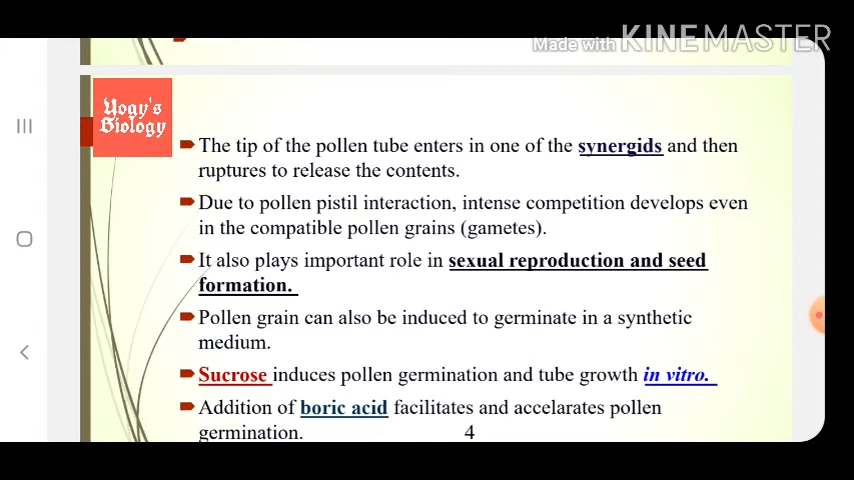 Made with KINEMASTER
Yogy's
Biology
The tip of the pollen tube enters in one of the synergids and then
ruptures to release the contents.
Due to pollen pistil interaction, intense competition develops even
in the compatible pollen grains (gametes).
It also plays important role in sexual reproduction and seed
formation.
Pollen grain can also be induced to germinate in a synthetic
medium.
Sucrose induces pollen germination and tube growth in vitro.
Addition of boric acid facilitates and accelarates pollen
germination.
4